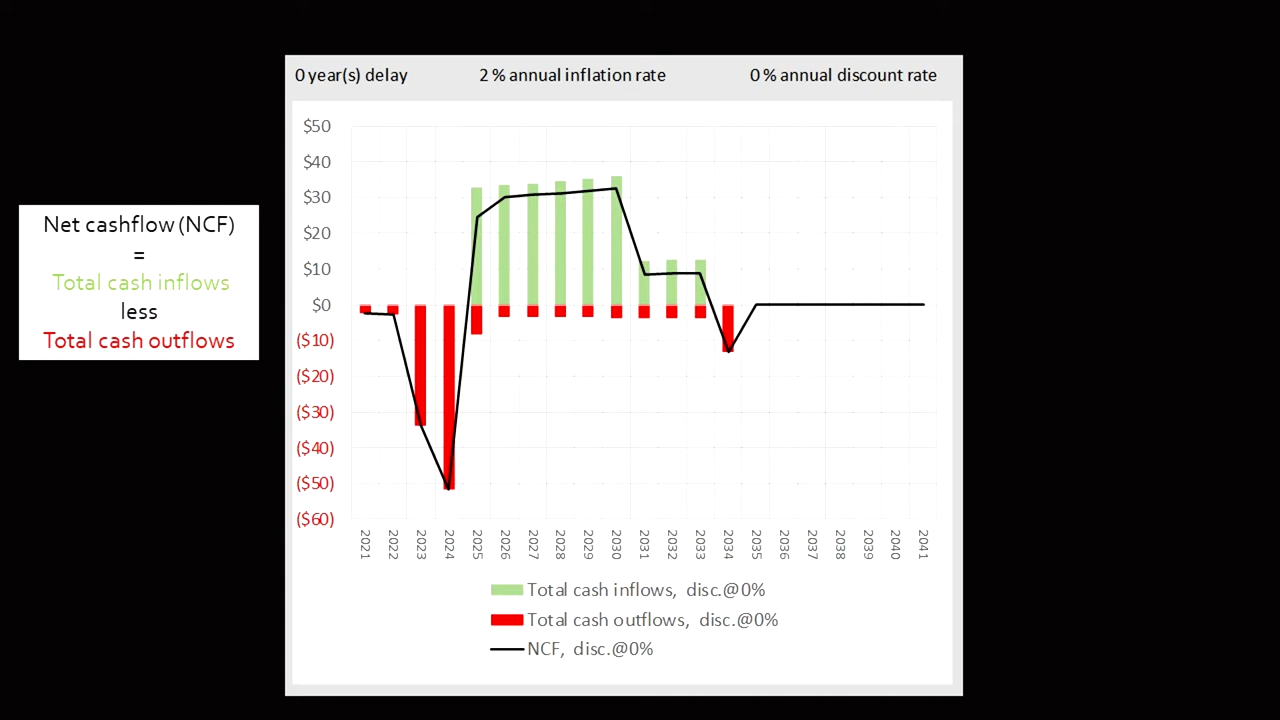 0 year(s) delay 2 % annual inflation rate 0 % annual discount rate
Net cashflow (NCF)
=
Total cash inflows
less
Total cash outflows
$50
$40
$30
$20
$10
$0
($10)
($20)
($30)
($40)
($50)
($60)
2021 2022 2023 2024 2025 2026 2027 2028 2029 2030 2031 2032 2033 2034 2035 2036 2037 2038 2039 2040 2041
Total cash inflows, disc.@0%
Total cash outflows, disc.@0%
NCF, disc.@0%